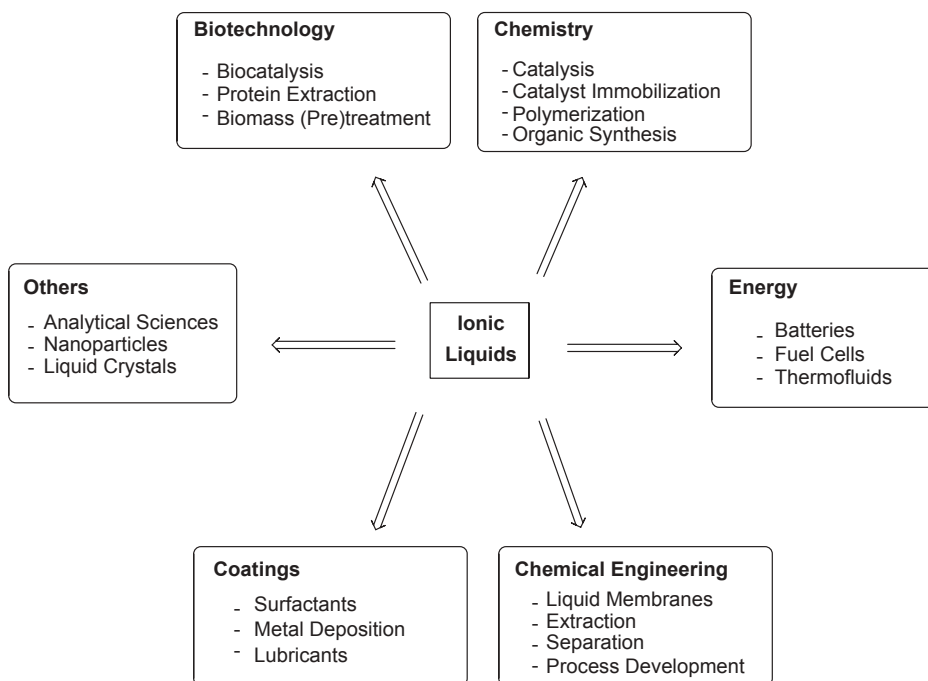 Biotechnology
- Biocatalysis
- Protein Extraction
- Biomass (Pre)treatment
Chemistry
- Catalysis
- Catalyst Immobilization
- Polymerization
- Organic Synthesis
Others
- Analytical Sciences
- Nanoparticles
- Liquid Crystals
Ionic
Liquids
Energy
- Batteries
- Fuel Cells
- Thermofluids
Coatings
- Surfactants
- Metal Deposition
- Lubricants
Chemical Engineering
- Liquid Membranes
- Extraction
- Separation
- Process Development